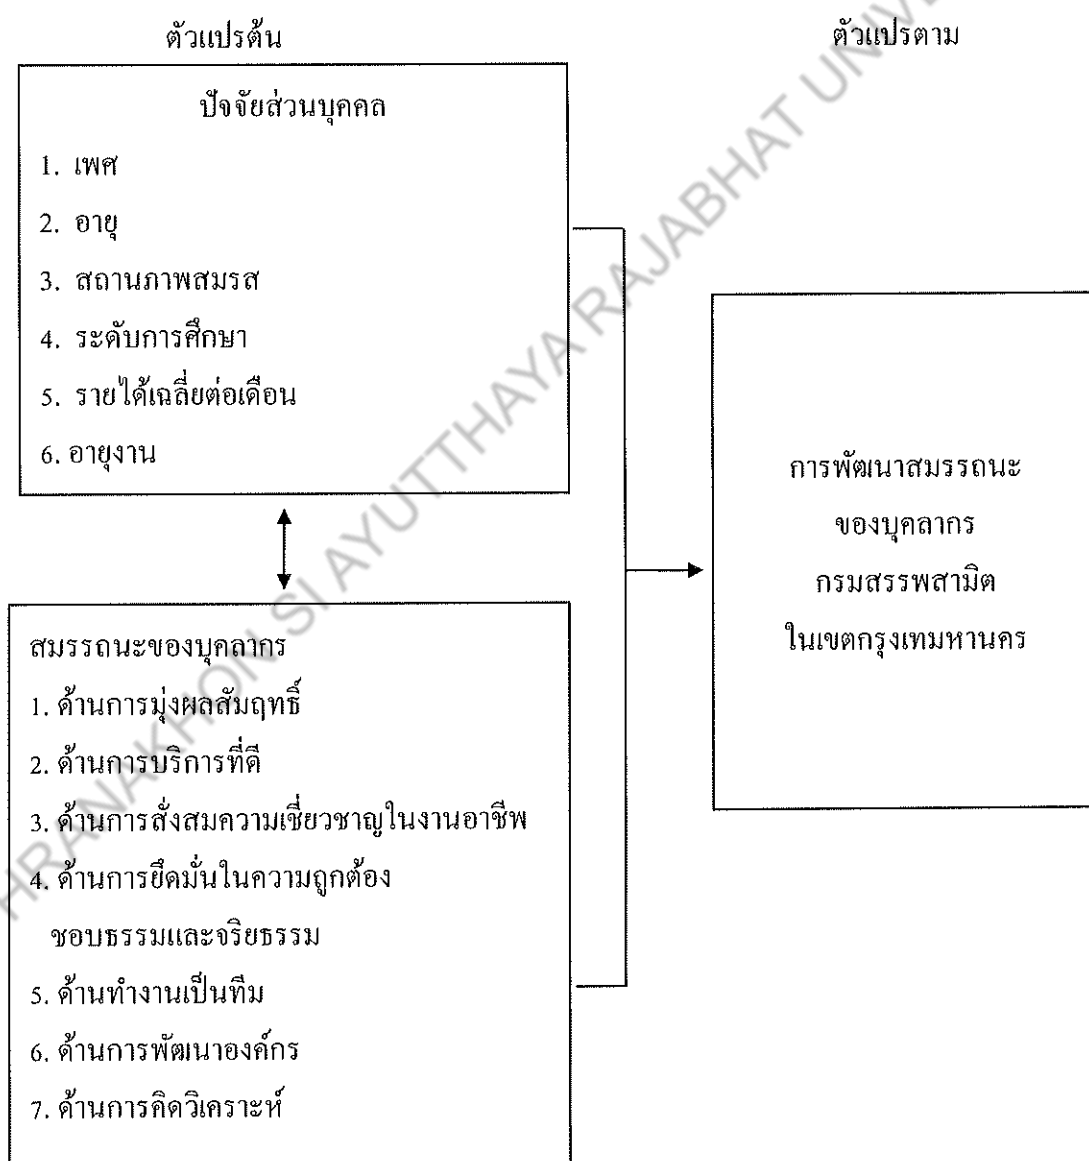 ตัวแปรต้น
ตัวแปรตาม
ปัจจัยส่วนบุคคล
1. เพศ
2. อายุ
3. สถานภาพสมรส
4. ระดับการศึกษา
5. รายได้เฉลี่ยต่อเดือน
6. อายุงาน
การพัฒนาสมรรถนะ
ของบุคลากร
กรมสรรพสามิต
ในเขตกรุงเทมหานคร
สมรรถนะของบุคลากร
1. ด้านการมุ่งผลสัมฤทธิ์
2. ด้านการบริการที่ดี
3. ด้านการสั่งสมความเชี่ยวชาญในงานอาชีพ
4. ด้านการยึดมั่นในความถูกต้อง
ชอบธรรมและจริยธรรม
5. ด้านทำงานเป็นทีม
6. ด้านการพัฒนาองค์กร
7. ด้านการคิดวิเคราะห์
HRANAKHON SI AYUTTHAYA RAJABHAT UNIVE